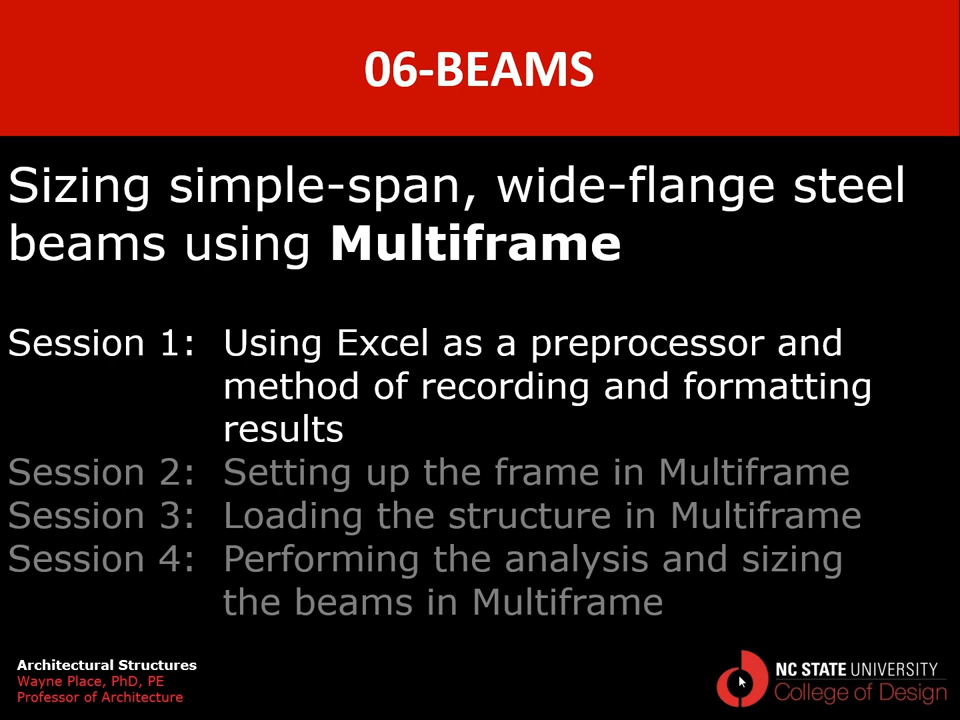 06-BEAMS
Sizing simple-span, wide-flange steel
beams using Multiframe
Session 1: Using Excel as a preprocessor and
method of recording and formatting
results
Session 2: Setting up the frame in Multiframe
Session 3: Loading the structure in Multiframe
Session 4: Performing the analysis and sizing
the beams in Multiframe
Architectural Structures
Wayne Place, PhD, PE
Professor of Architecture
NC STATE UNIVERSITY
College of Design